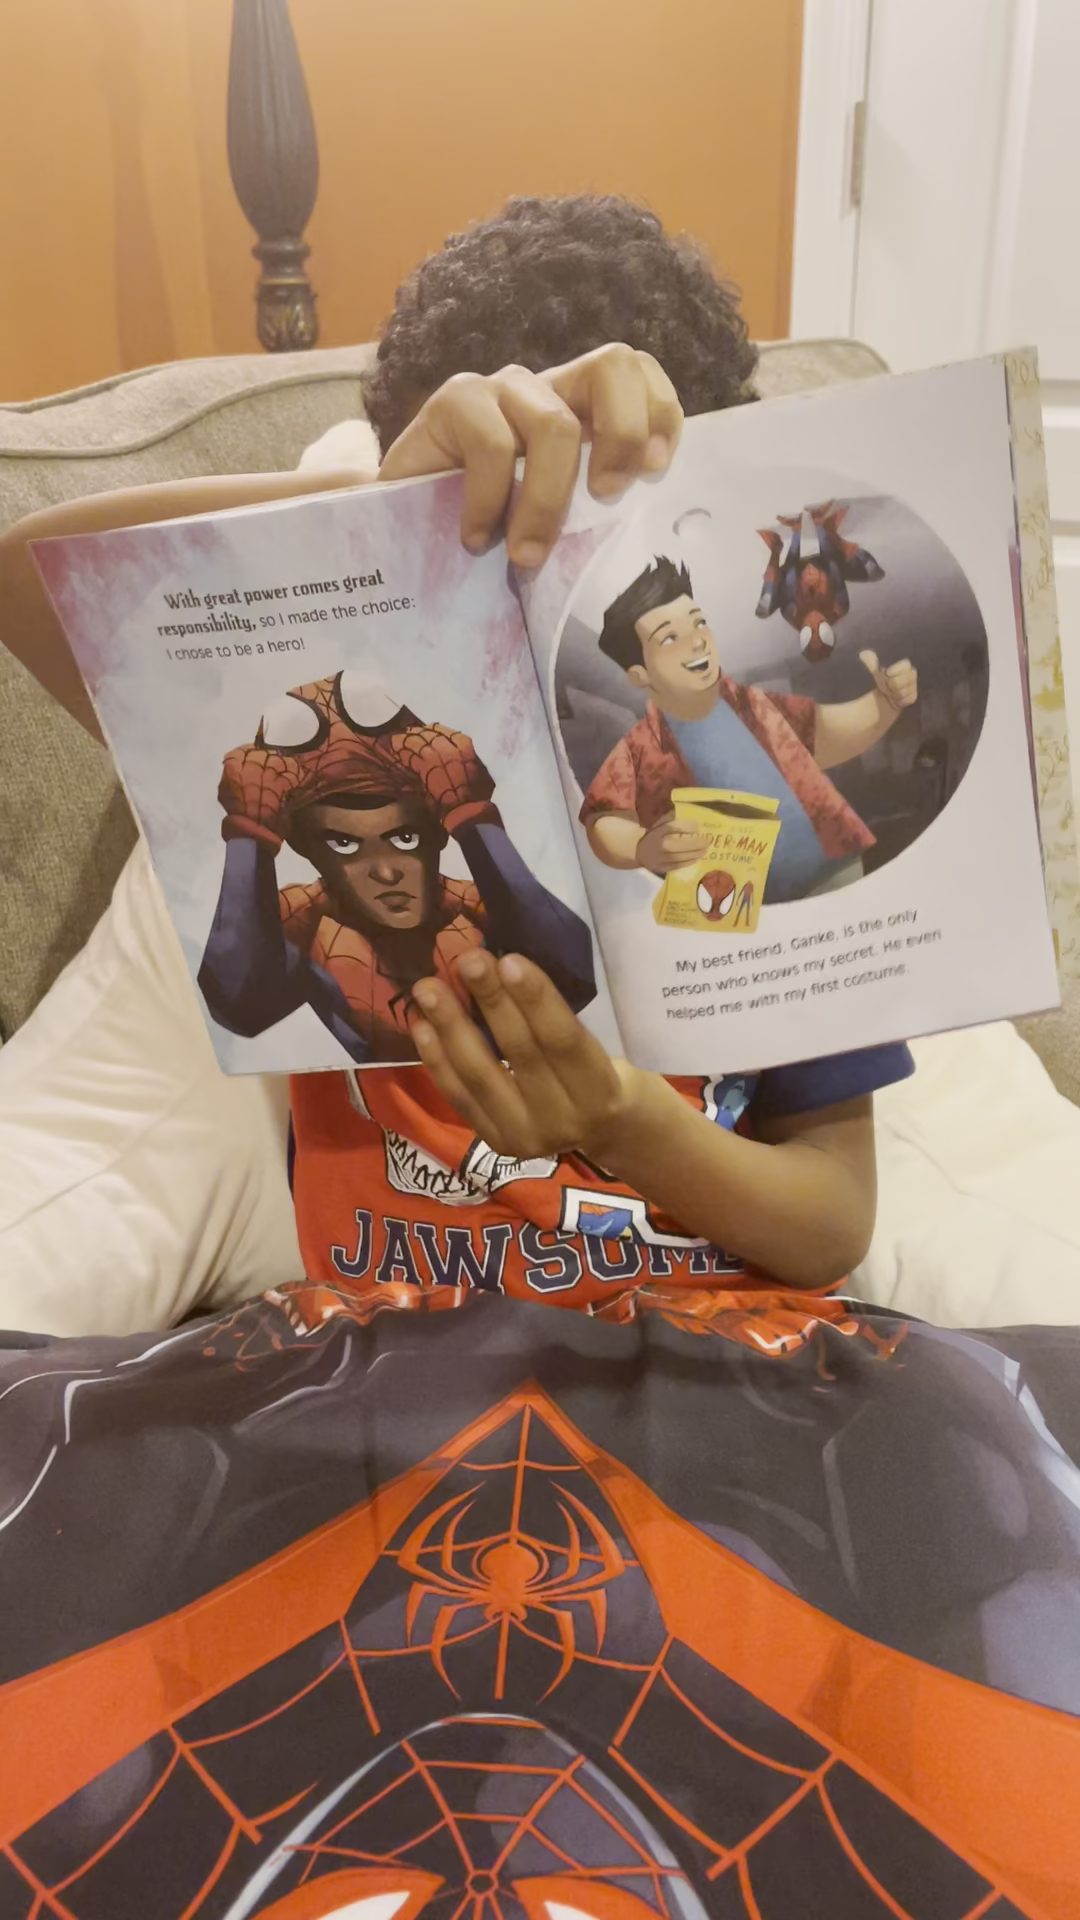 With great power comes great
responsibility, so I made the choice:
I chose to be a hero!
SPIDER-MAN
COSTUME
My best friend, Ganke, is the only
person who knows my secret. He even
helped me with my first costume.
JAWSOME